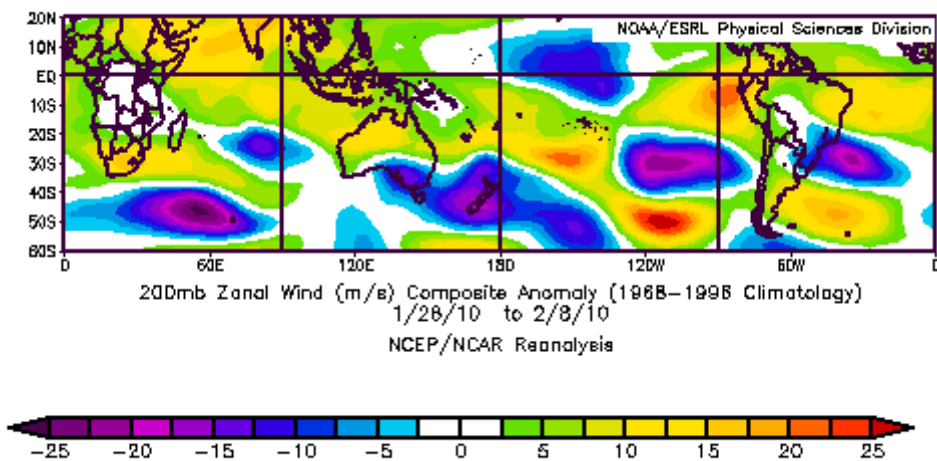 NOAA/ESRL Physical Sciences Division
20N
10N
EQ
10S
20S
30S
40S
50S
60S
0 60E 120E 180 120W 60W 0
200mb Zonal Wind (m/s) Composite Anomaly (1968-1996 Climatology)
1/28/10 to 2/8/10
NCEP/NCAR Reanalysis
-25 -20 -15 -10 -5 0 5 10 15 20 25